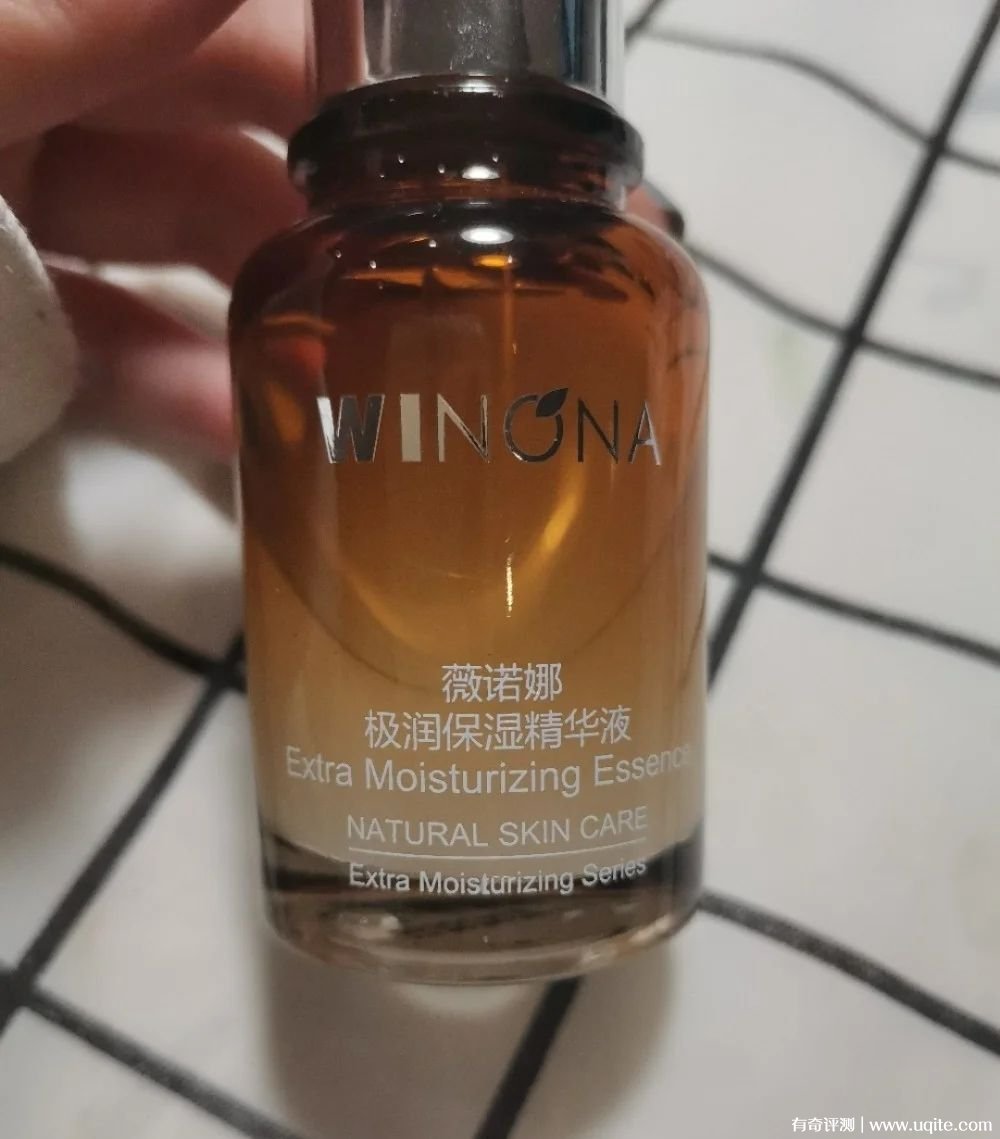 WINONA
薇诺娜
极润保湿精华液
Extra Moisturizing Essence
NATURAL SKIN CARE
Extra Moisturizing Series
有奇评测 | www.uqite.com